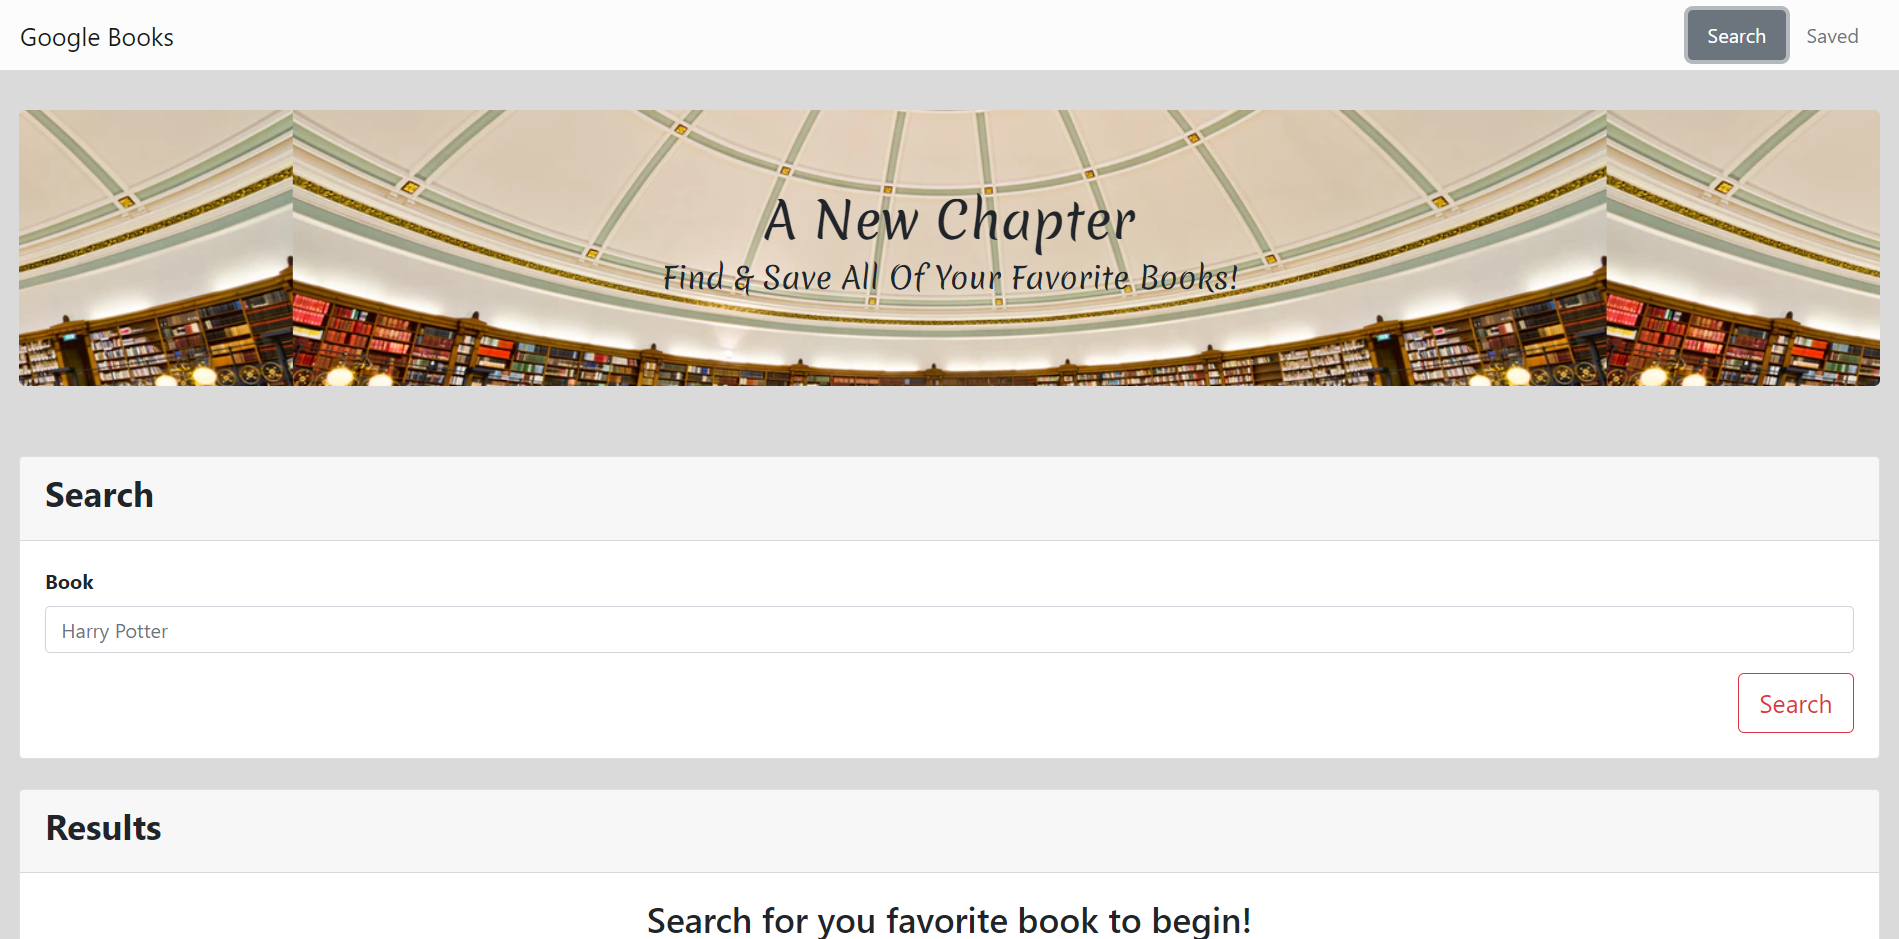 Google Books
Search
Saved
A New Chapter
Find & Save All Of Your Favorite Books!
Search
Book
Harry Potter
Search
Results
Search for you favorite book to begin!